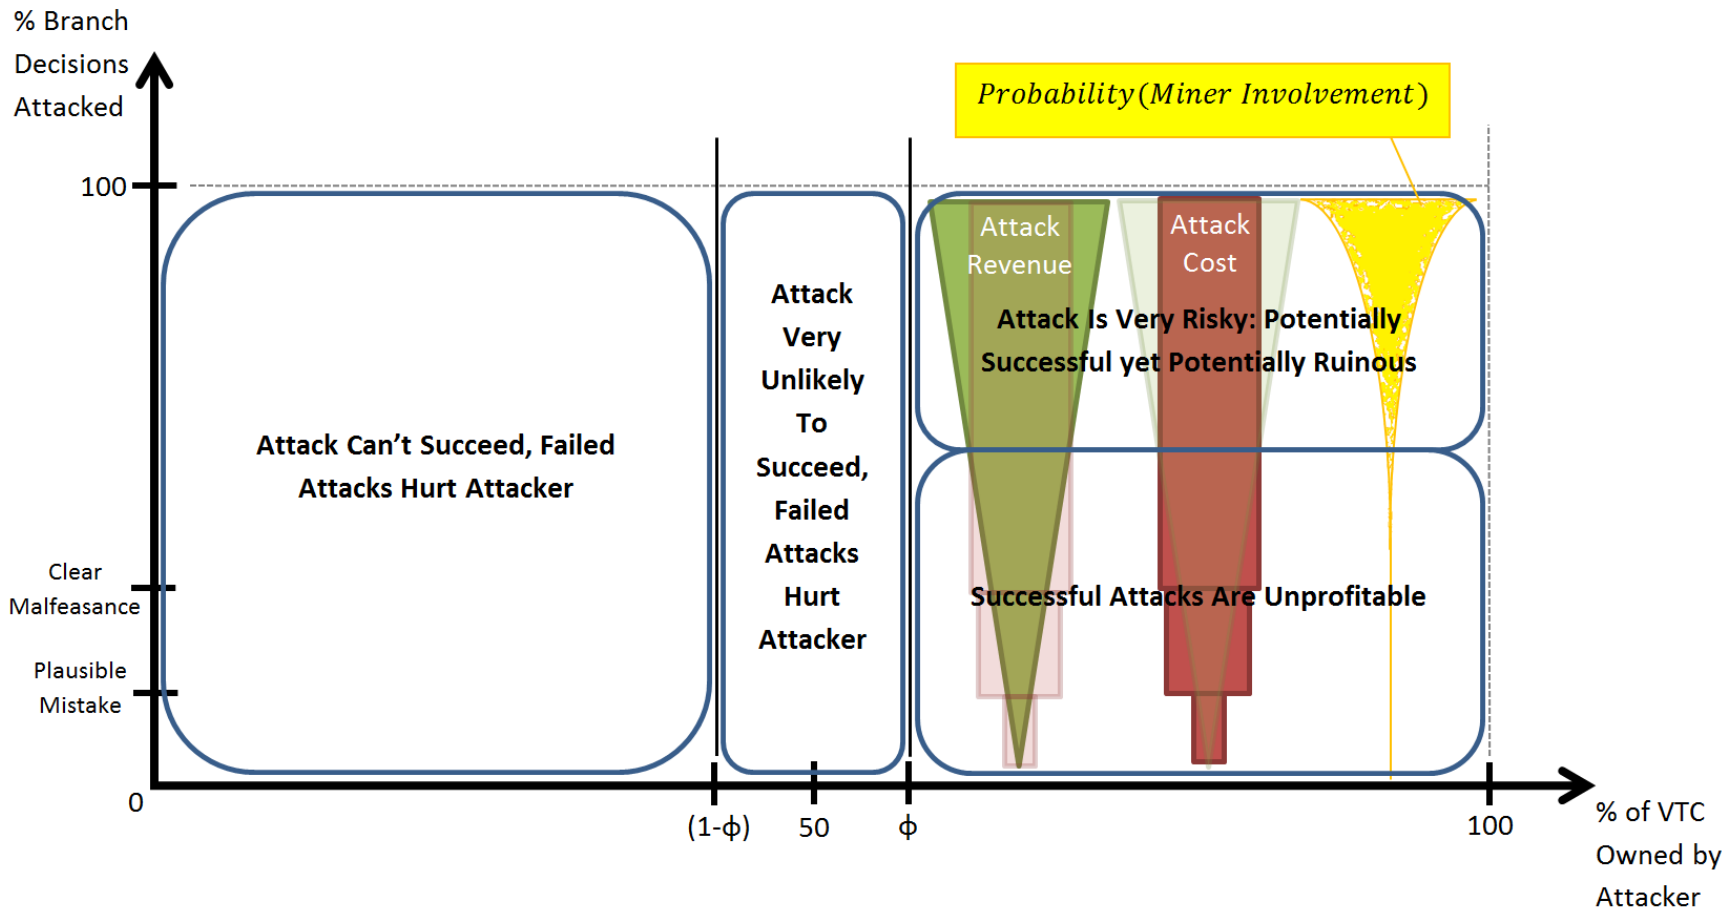 % Branch
Decisions
Attacked
Probability(Miner Involvement)
100
Attack
Revenue
Attack
Cost
Attack Is Very Risky: Potentially
Successful yet Potentially Ruinous
Attack
Very
Unlikely
To
Succeed,
Failed
Attacks
Hurt
Attacker
Attack Can’t Succeed, Failed
Attacks Hurt Attacker
Clear
Malfeasance
Successful Attacks Are Unprofitable
Plausible
Mistake
0
(1-ϕ)
50
ϕ
100
% of VTC
Owned by
Attacker